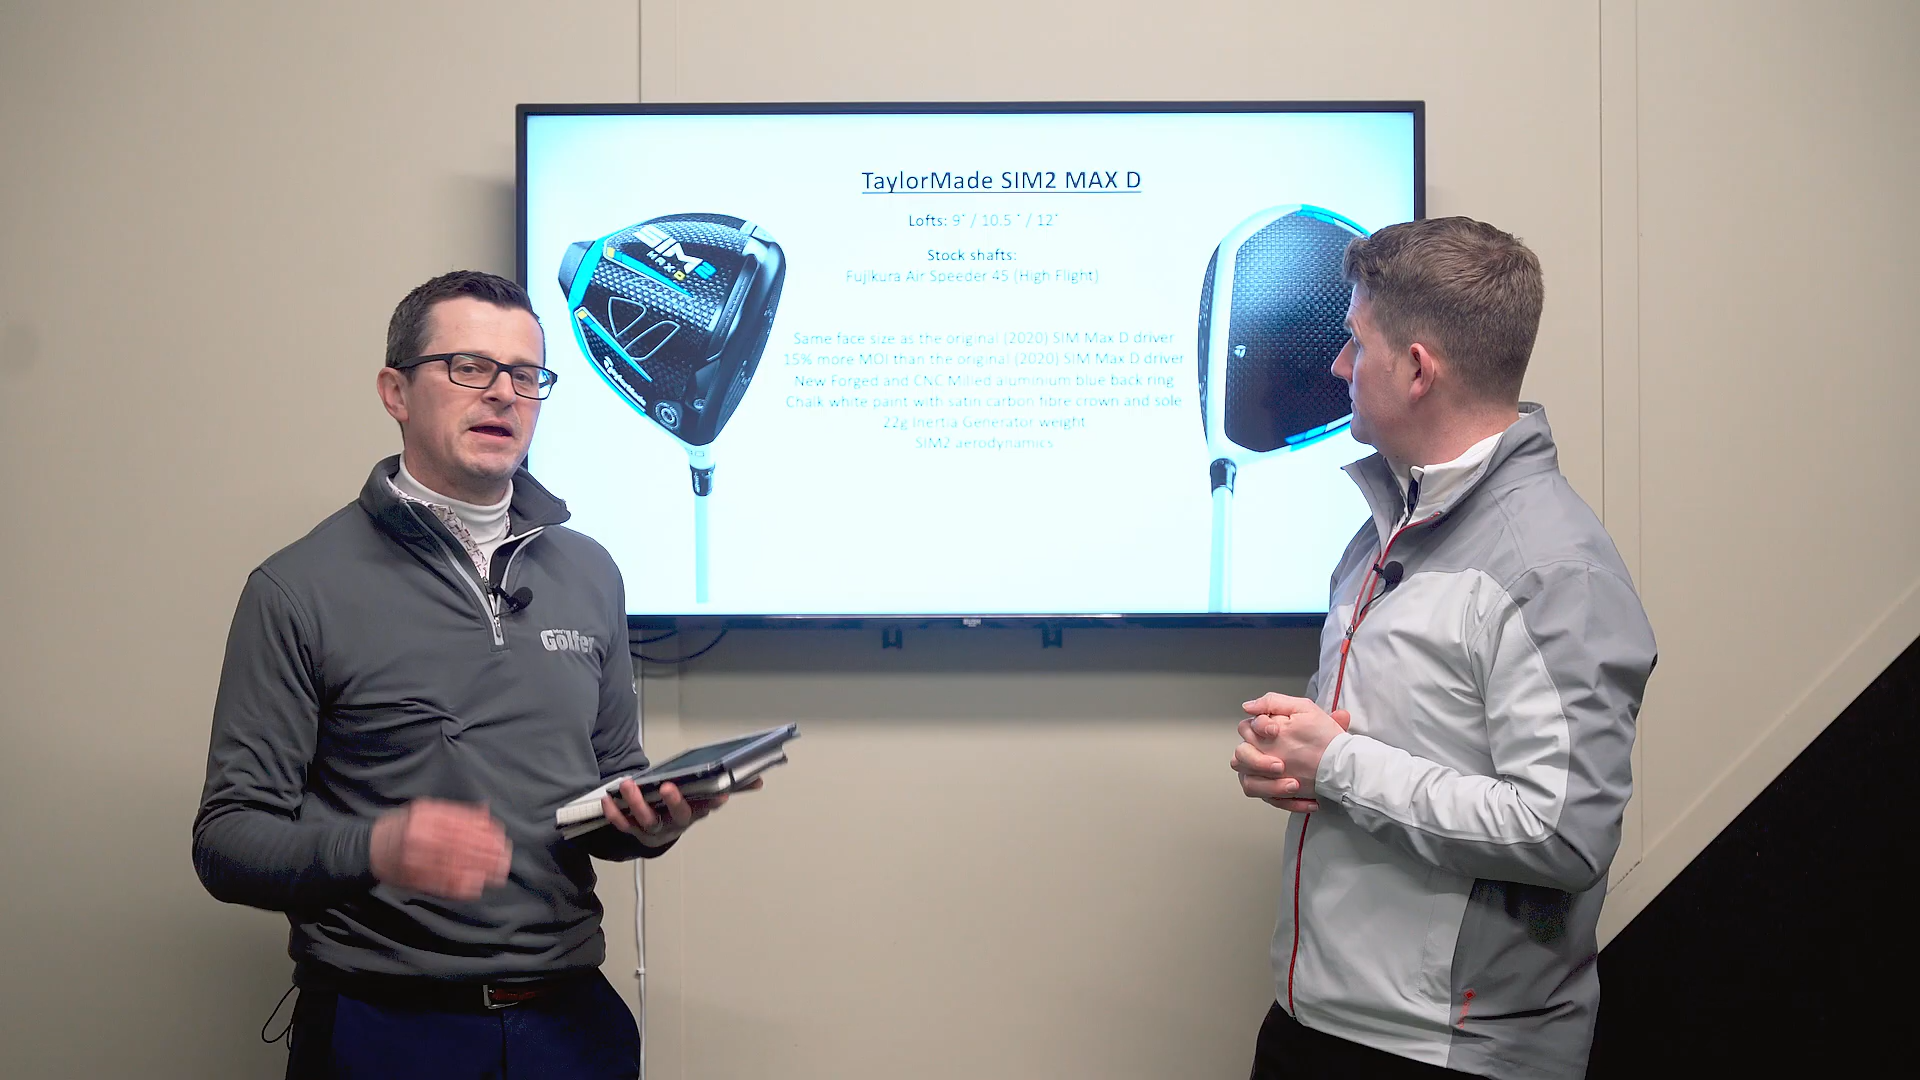 TaylorMade SIM2 MAX D
Lofts: 9° / 10.5 ° / 12°
Stock shafts:
Fujikura Air Speeder 45 (High Flight)
Same face size as the original (2020) SIM Max D driver
15% more MOI than the original (2020) SIM Max D driver
New Forged and CNC Milled aluminium blue back ring
Chalk white paint with satin carbon fibre crown and sole
22g Inertia Generator weight
SIM2 aerodynamics
SIM2
MAX D
TaylorMade
Golfer